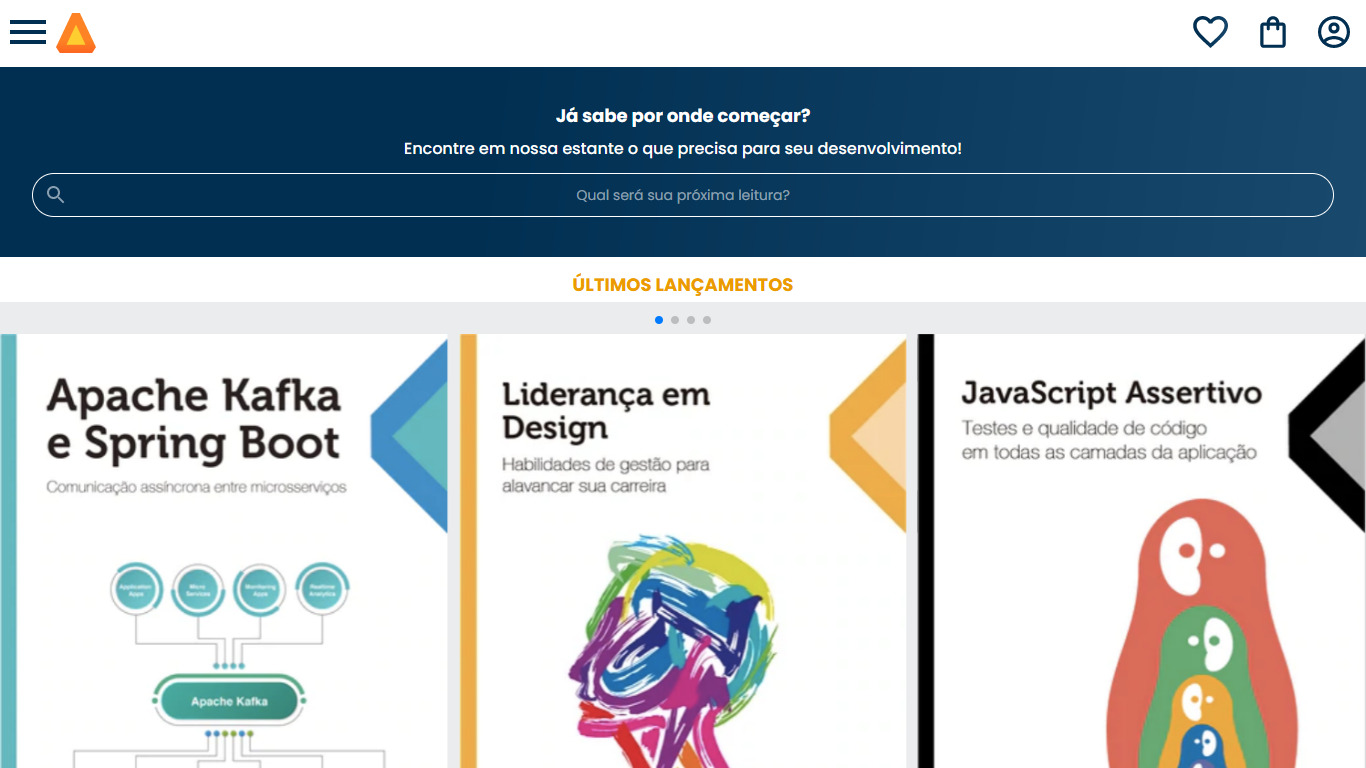 Já sabe por onde começar?
Encontre em nossa estante o que precisa para seu desenvolvimento!
Qual será sua próxima leitura?
ÚLTIMOS LANÇAMENTOS
Apache Kafka
e Spring Boot
Comunicação assíncrona entre microsserviços
Application
Apps
Micro
Services
Monitoring
Apps
Realtime
Analytics
Apache Kafka
Liderança em
Design
Habilidades de gestão para
alavancar sua carreira
JavaScript Assertivo
Testes e qualidade de código
em todas as camadas da aplicação